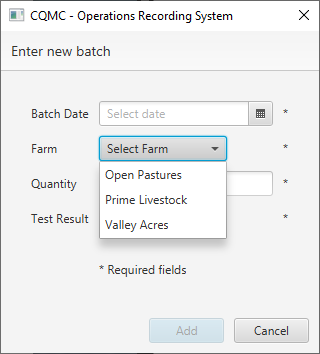 CQMC - Operations Recording System
Enter new batch
Batch Date Select date *
Farm Select Farm *
Open Pastures
Quantity *
Prime Livestock
Test Result Valley Acres *
* Required fields
Add Cancel